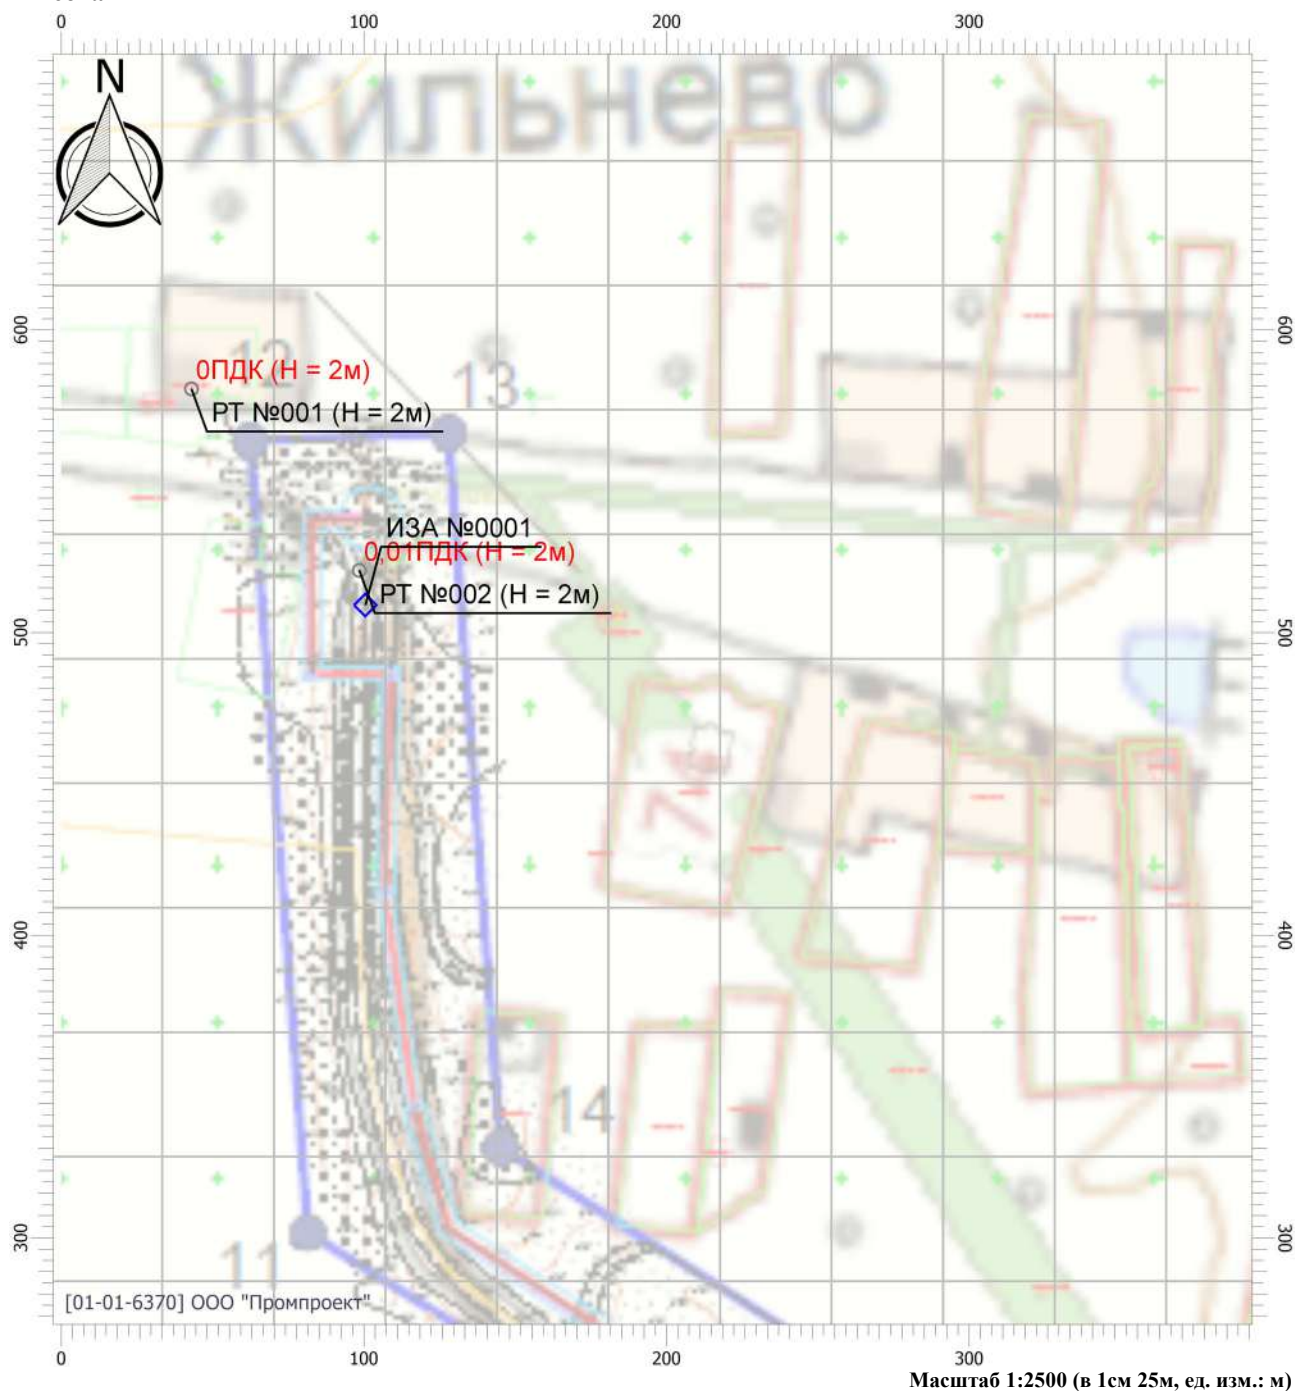 0 100 200 300
N
Жильнево
600 600
12
13
0ПДК (Н = 2м)
РТ №001 (Н = 2м)
ИЗА №0001
0,01ПДК (Н = 2м)
РТ №002 (Н = 2м)
500 500
74
400 400
14
300 300
11
[01-01-6370] ООО "Промпроект"
0 100 200 300
Масштаб 1:2500 (в 1см 25м, ед. изм.: м)